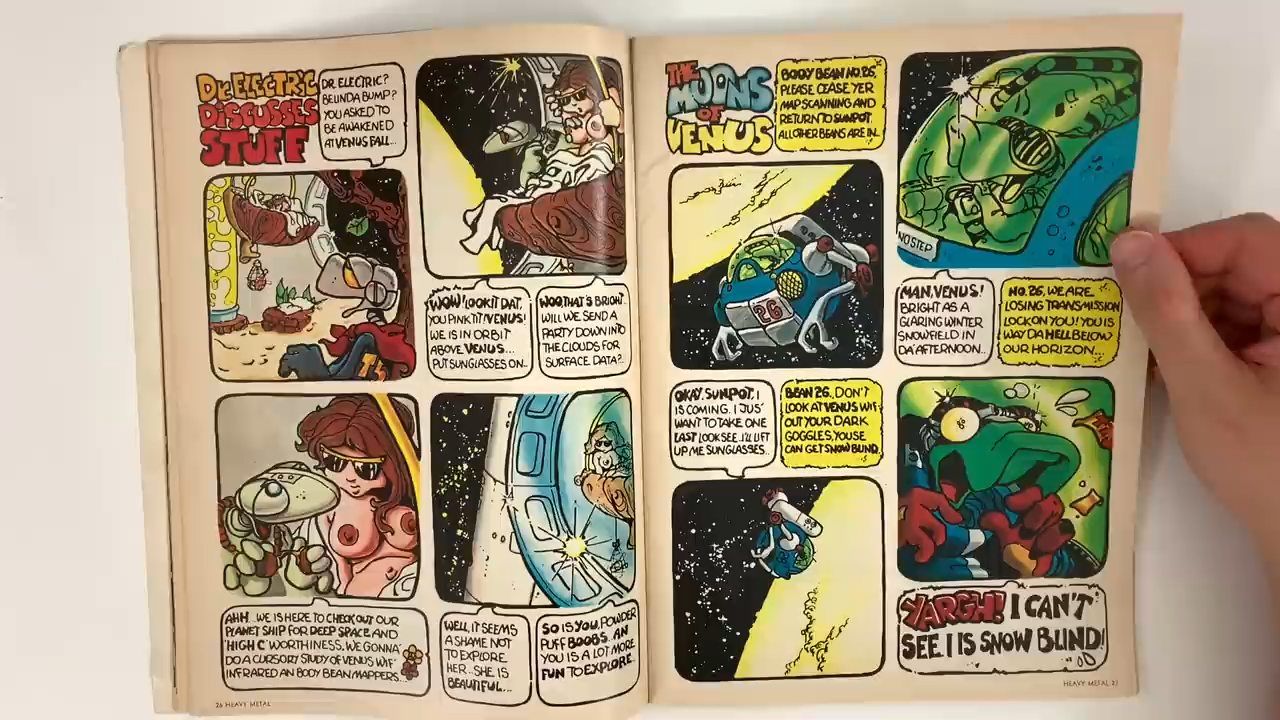 DR. ELECTRIC
DISCUSSES
STUFF
DR. ELECTRIC?
BELINDA BUMP?
YOU ASKED TO
BE AWAKENED
AT VENUS FALL...
WOW! LOOKIT DAT,
YOU PINK TIT! VENUS!
WE IS IN ORBIT
ABOVE VENUS...
PUT SUNGLASSES ON..
WOO, THAT'S BRIGHT.
WILL WE SEND A
PARTY DOWN INTO
THE CLOUDS FOR
SURFACE DATA?.
AHH...WE IS HERE TO CHECK OUT OUR
PLANET SHIP FOR DEEP SPACE AND
'HIGH C' WORTHINESS. WE GONNA
DO A CURSORY STUDY OF VENUS WIF
INFRARED AN BODY BEAN MAPPERS..
WELL, IT SEEMS
A SHAME NOT
TO EXPLORE
HER...SHE IS
BEAUTIFUL...
SO IS YOU, POWDER
PUFF BOOBS. AN
YOU IS A LOT MORE
FUN TO EXPLORE.
26 HEAVY METAL
THE
MOONS
OF
VENUS
BODY BEAN NO. 26,
PLEASE CEASE YER
MAP SCANNING AND
RETURN TO SUNPOT.
ALL OTHER BEANS ARE IN..
26
NO STEP
MAN, VENUS!
BRIGHT AS A
GLARING WINTER
SNOWFIELD IN
DA' AFTERNOON..
NO. 26, WE ARE
LOSING TRANSMISSION
LOCK ON YOU! YOU IS
WAY DA HELL BELOW
OUR HORIZON...
OKAY, SUNPOT, I
IS COMING. I JUS'
WANT TO TAKE ONE
LAST LOOK SEE..I'LL LIFT
UP ME SUNGLASSES..
BEAN 26., DON'T
LOOK AT VENUS WIF-
OUT YOUR DARK
GOGGLES, YOUSE
CAN GET SNOW BLIND.
YARGH! I CAN'T
SEE I IS SNOW BLIND!
HEAVY METAL 27